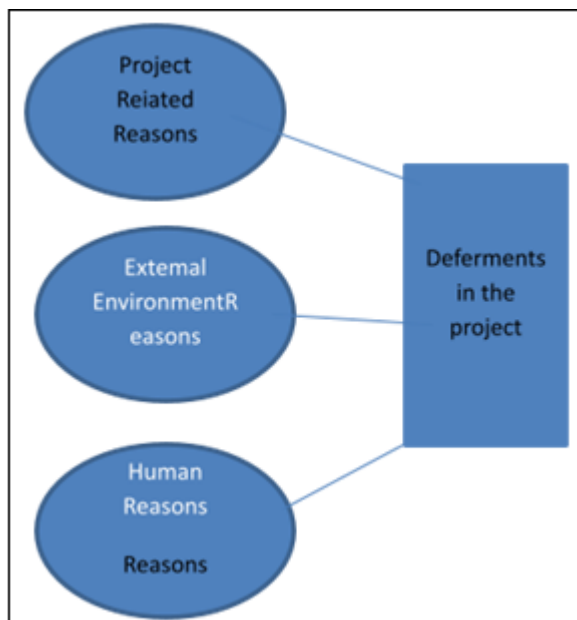 Project
Reiated
Reasons
Extemal
EnvironmentR
easons
Human
Reasons
Reasons
Deferments
in the
project